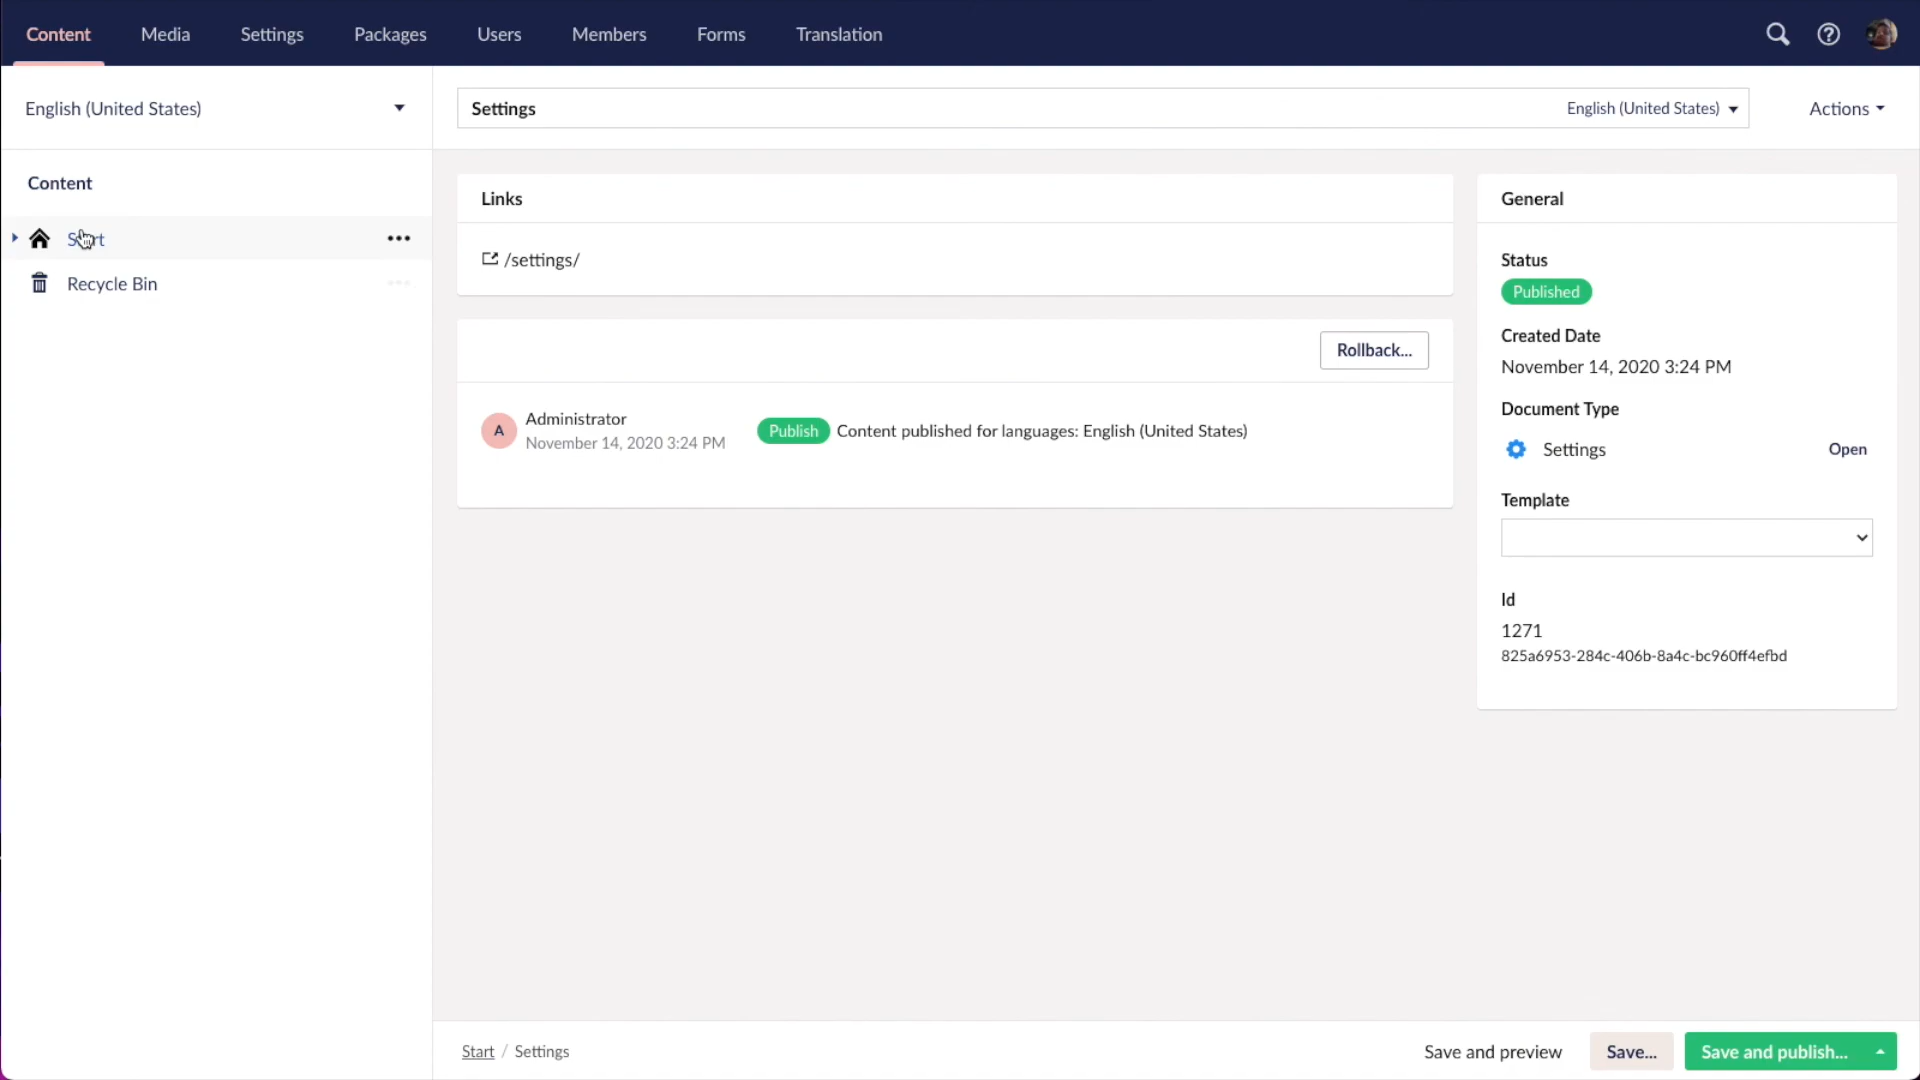 Content
Media
Settings
Packages
Users
Members
Forms
Translation
English (United States)
Settings
English (United States)
Actions
Content
Recycle Bin
Links
/settings/
Rollback...
A
Administrator
November 14, 2020 3:24 PM
Publish
Content published for languages: English (United States)
General
Status
Published
Created Date
November 14, 2020 3:24 PM
Document Type
Settings
Open
Template
Id
1271
825a6953-284c-406b-8a4c-bc960ff4efbd
Start / Settings
Save and preview
Save...
Save and publish...